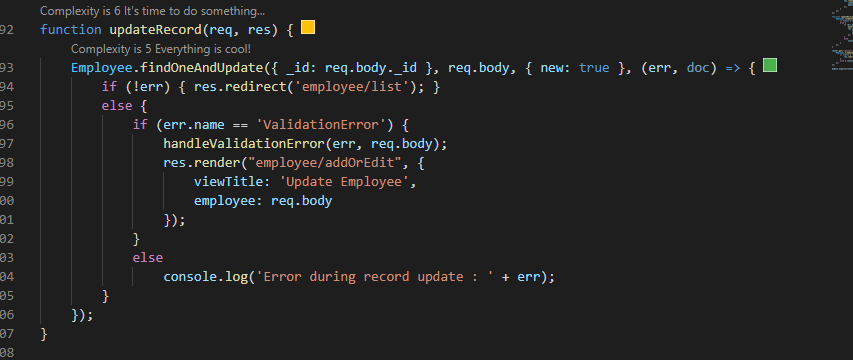 Complexity is 6 It's time to do something...
92 function updateRecord(req, res) {
Complexity is 5 Everything is cool!
93 Employee.findOneAndUpdate({ _id: req.body._id }, req.body, { new: true }, (err, doc) => {
94 if (!err) { res.redirect('employee/list'); }
95 else {
96 if (err.name == 'ValidationError') {
97 handleValidationError(err, req.body);
98 res.render("employee/addOrEdit", {
99 viewTitle: 'Update Employee',
00 employee: req.body
01 });
02 }
03 else
04 console.log('Error during record update : ' + err);
05 }
06 });
07 }
08